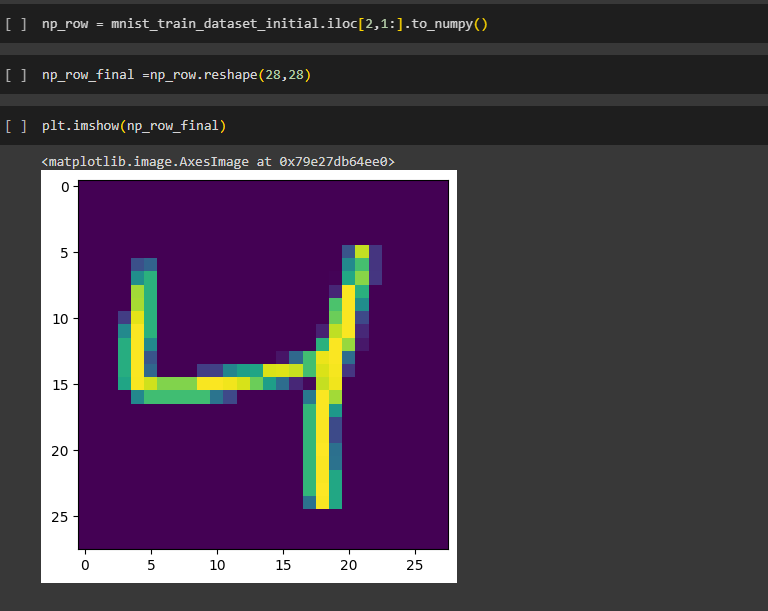 [ ] np_row = mnist_train_dataset_initial.iloc[2,1:].to_numpy()
[ ] np_row_final =np_row.reshape(28,28)
[ ] plt.imshow(np_row_final)
<matplotlib.image.AxesImage at 0x79e27db64ee0>
0
5
10
15
20
25
4
0 5 10 15 20 25